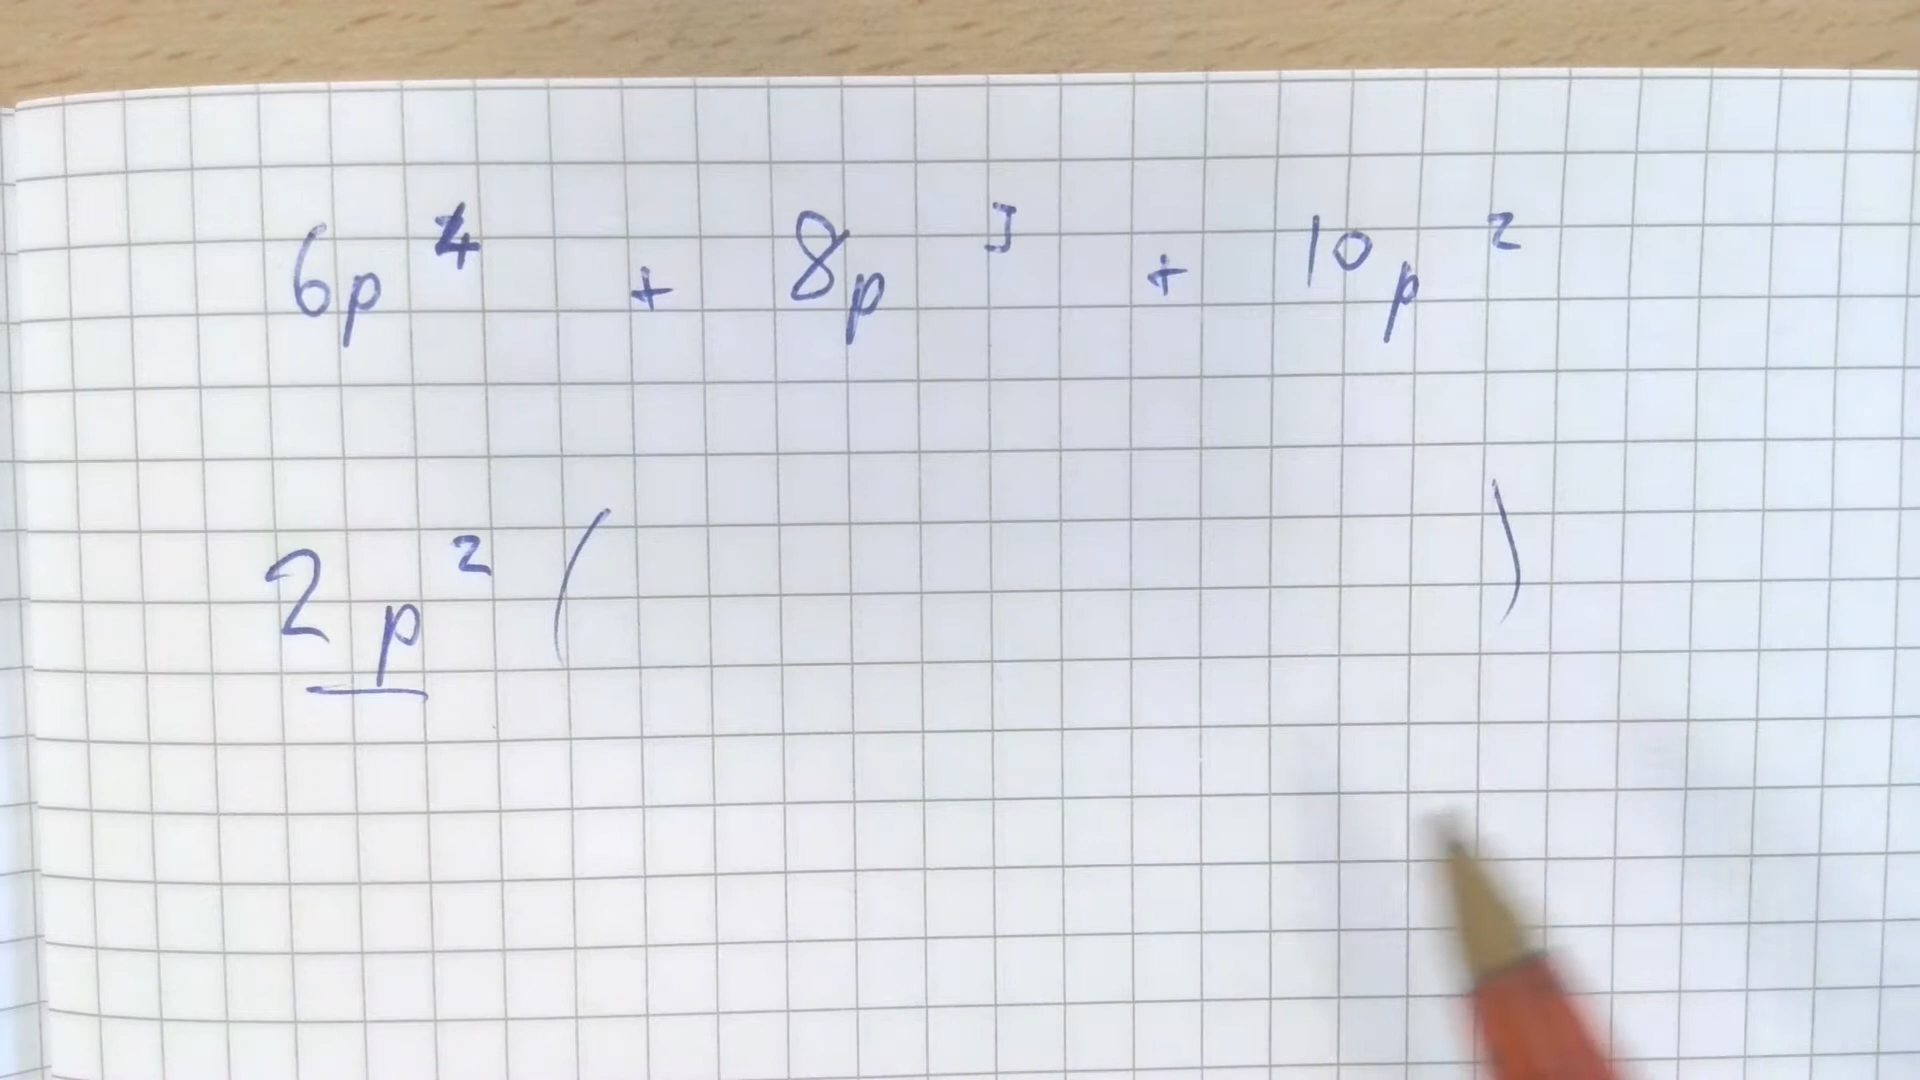 6p⁴ + 8p³ + 10p²
2p² (        )